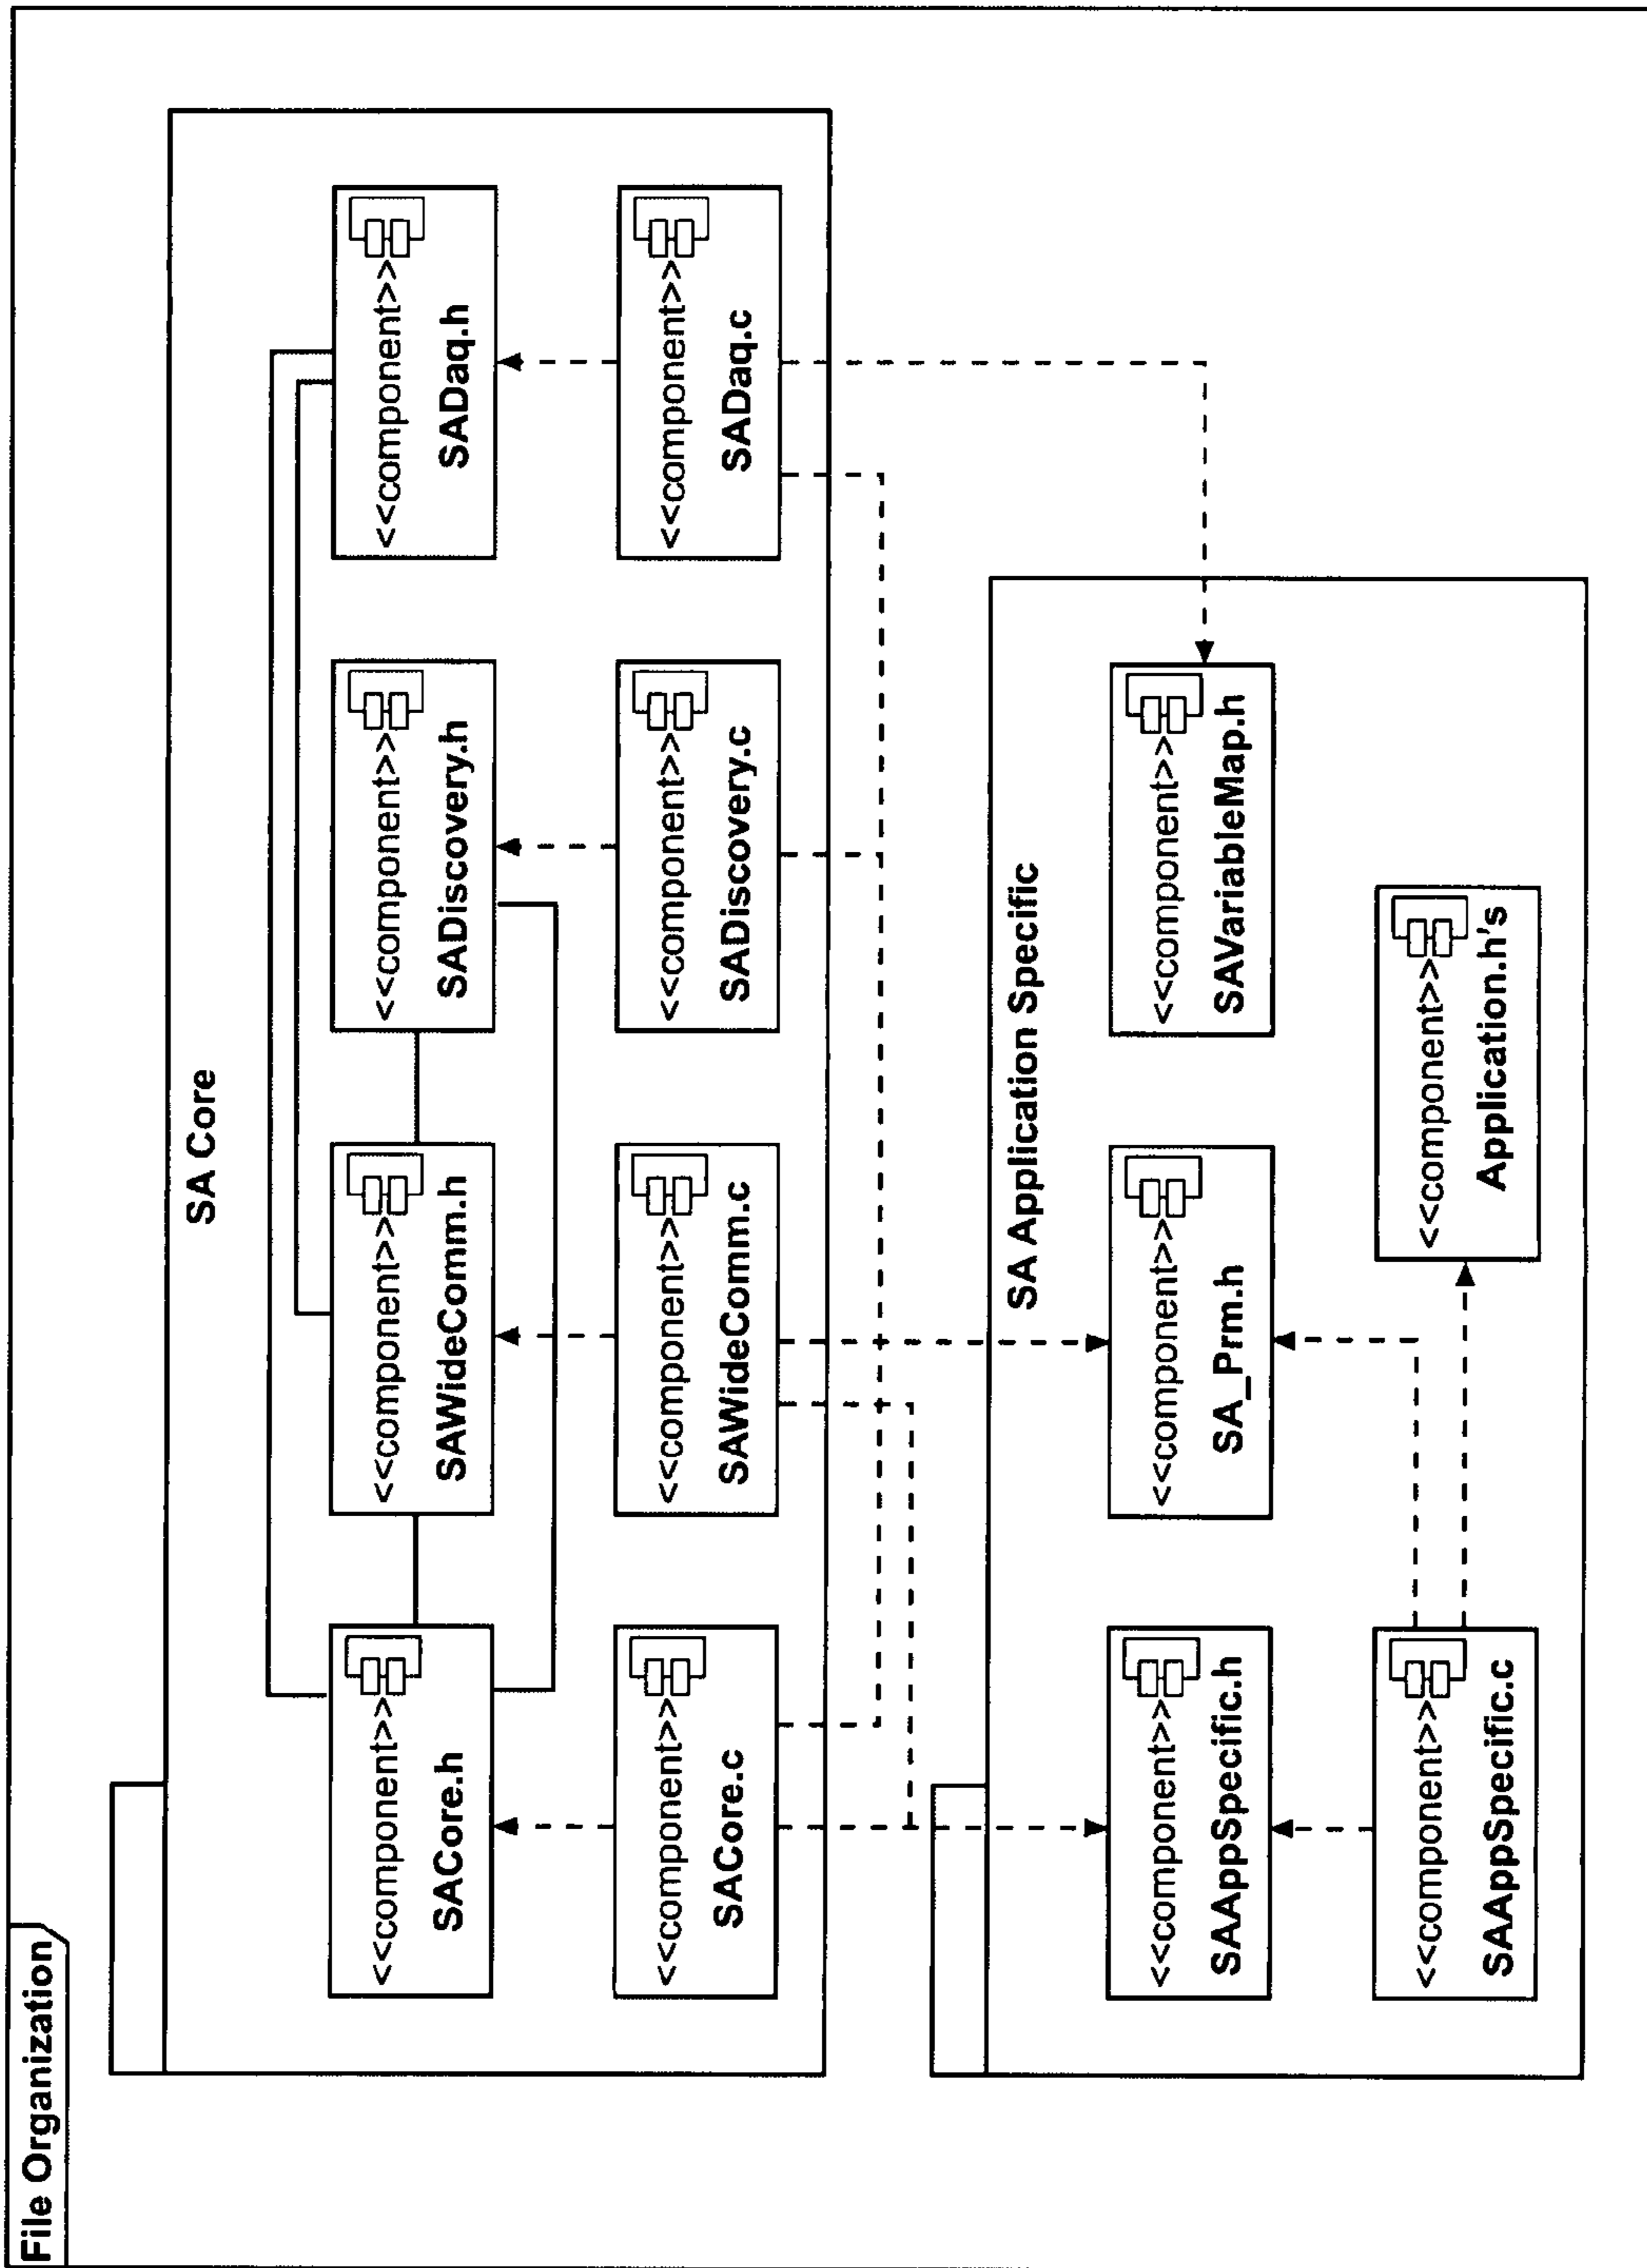 File Organization
SA Core
<<component>>
SACore.h
<<component>>
SAWideComm.h
<<component>>
SADiscovery.h
<<component>>
SADaq.h
<<component>>
SACore.c
<<component>>
SAWideComm.c
<<component>>
SADiscovery.c
<<component>>
SADaq.c
SA Application Specific
<<component>>
SAAppSpecific.h
<<component>>
SA_Prm.h
<<component>>
SAVariableMap.h
<<component>>
SAAppSpecific.c
<<component>>
Application.h's